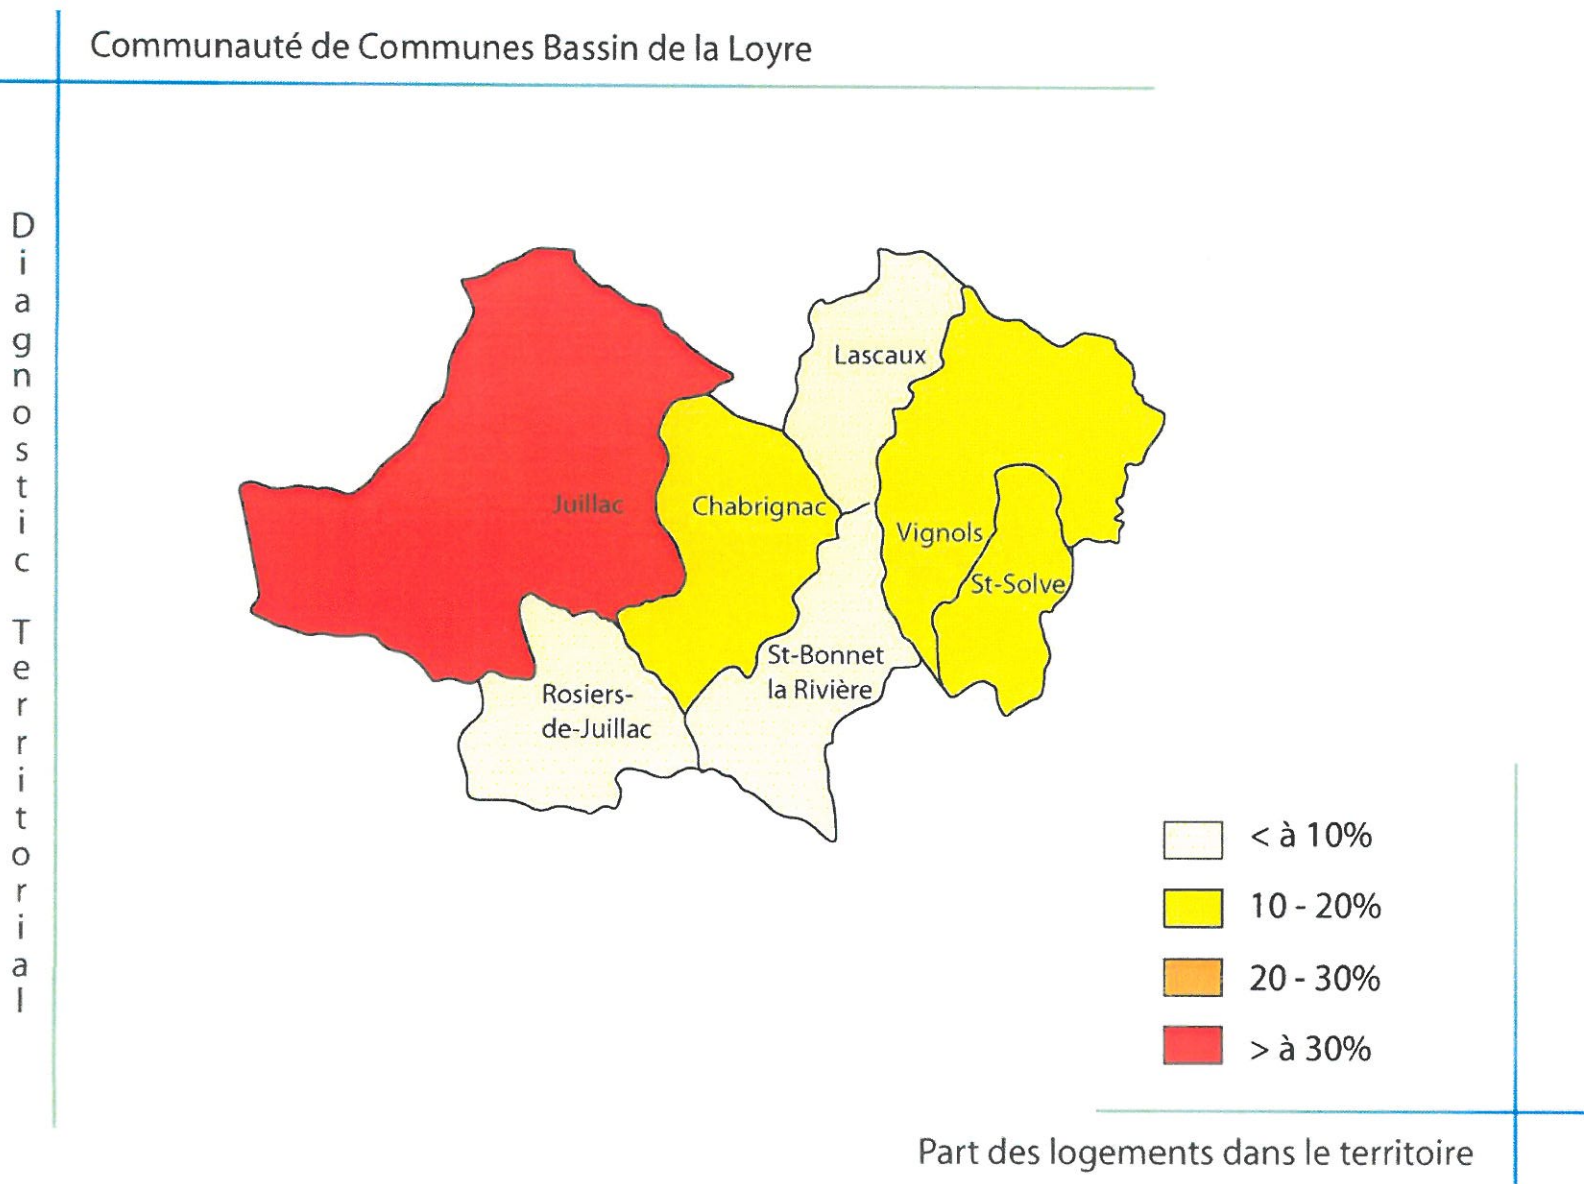 Communauté de Communes Bassin de la Loyre
Diagnostic Territorial
Lascaux
Juillac
Chabrignac
Vignols
St-Solve
St-Bonnet
la Rivière
Rosiers-
de-Juillac
< à 10%
10 - 20%
20 - 30%
> à 30%
Part des logements dans le territoire